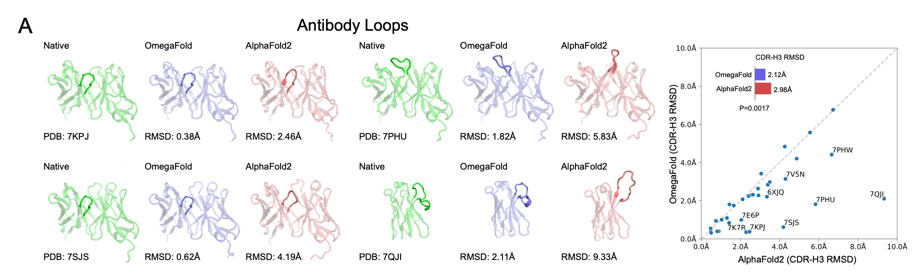 A
Antibody Loops
Native OmegaFold AlphaFold2 Native OmegaFold AlphaFold2
PDB: 7KPJ RMSD: 0.38Å RMSD: 2.46Å PDB: 7PHU RMSD: 1.82Å RMSD: 5.83Å
Native OmegaFold AlphaFold2 Native OmegaFold AlphaFold2
PDB: 7SJS RMSD: 0.62Å RMSD: 4.19Å PDB: 7QJI RMSD: 2.11Å RMSD: 9.33Å
OmegaFold (CDR-H3 RMSD)
10.0Å
8.0Å
6.0Å
4.0Å
2.0Å
0.0Å
CDR-H3 RMSD
OmegaFold 2.12Å
AlphaFold2 2.98Å
P=0.0017
7PHW
7V5N
6XJQ
7QJI
7PHU
7E6P
7K7R
7KPJ
7SJS
0.0Å 2.0Å 4.0Å 6.0Å 8.0Å 10.0Å
AlphaFold2 (CDR-H3 RMSD)